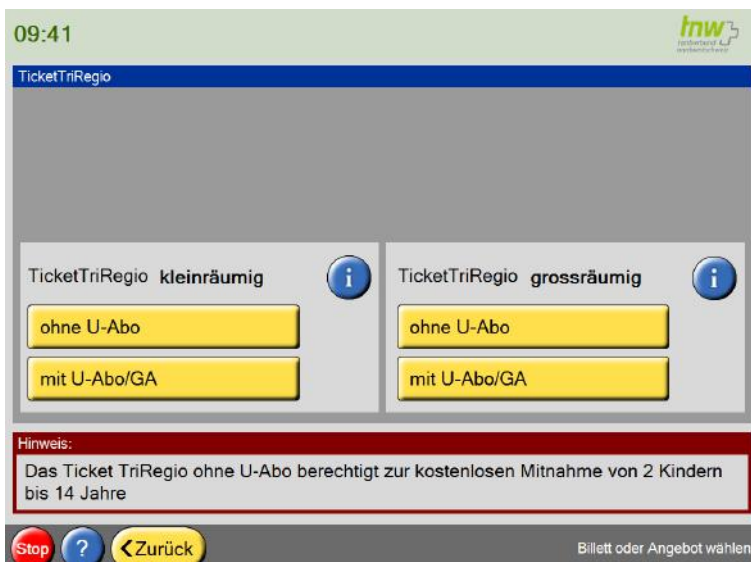 09:41
tnw
TicketTriRegio
TicketTriRegio kleinräumig
i
ohne U-Abo
mit U-Abo/GA
TicketTriRegio grossräumig
i
ohne U-Abo
mit U-Abo/GA
Hinweis:
Das Ticket TriRegio ohne U-Abo berechtigt zur kostenlosen Mitnahme von 2 Kindern
bis 14 Jahre
Stop ? <Zurück Billett oder Angebot wählen